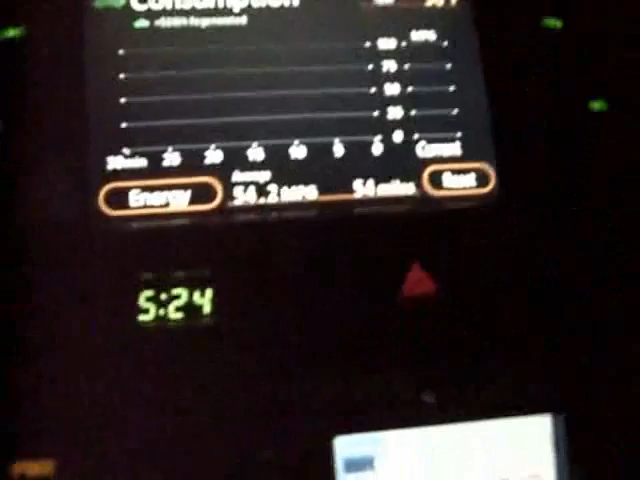 Consumption
MPG
100
75
50
25
0
30min 25 20 15 10 5 0 Current
Energy
Average
54.2 MPG 54 miles
Reset
5:24